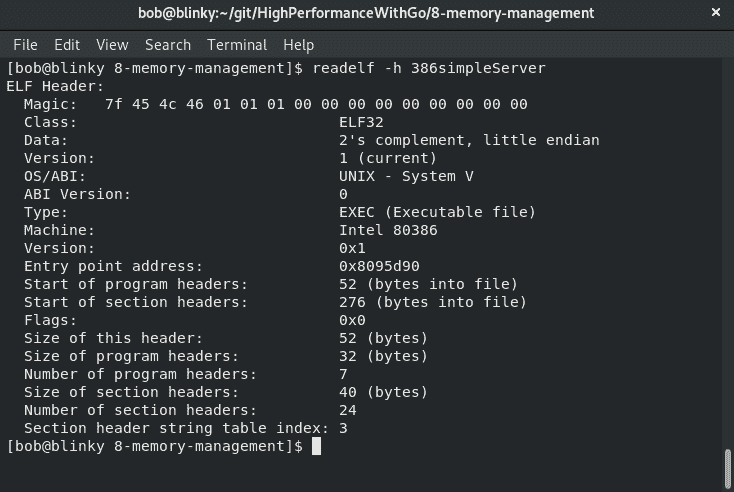 bob@blinky:~/git/HighPerformanceWithGo/8-memory-management ×
File Edit View Search Terminal Help
[bob@blinky 8-memory-management]$ readelf -h 386simpleServer
ELF Header:
  Magic:   7f 45 4c 46 01 01 01 00 00 00 00 00 00 00 00 00
  Class:                             ELF32
  Data:                              2's complement, little endian
  Version:                           1 (current)
  OS/ABI:                            UNIX - System V
  ABI Version:                       0
  Type:                              EXEC (Executable file)
  Machine:                           Intel 80386
  Version:                           0x1
  Entry point address:               0x8095d90
  Start of program headers:          52 (bytes into file)
  Start of section headers:          276 (bytes into file)
  Flags:                             0x0
  Size of this header:               52 (bytes)
  Size of program headers:           32 (bytes)
  Number of program headers:         7
  Size of section headers:           40 (bytes)
  Number of section headers:         24
  Section header string table index: 3
[bob@blinky 8-memory-management]$